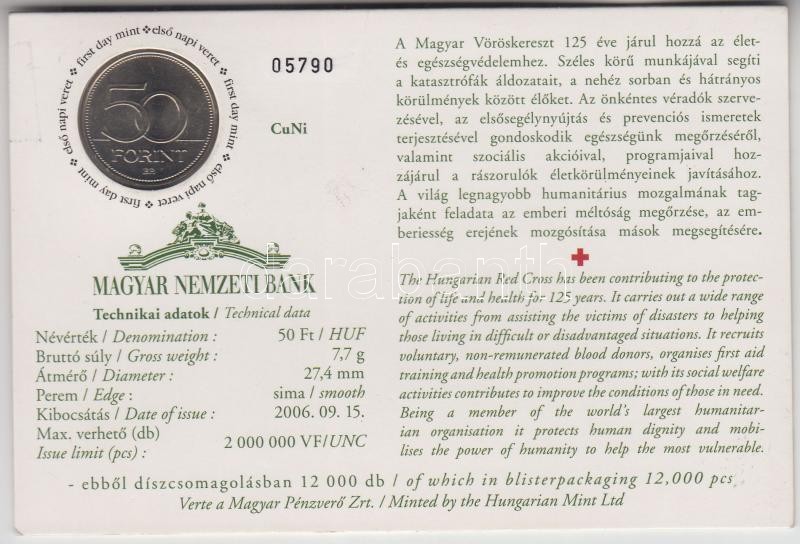 első napi veret ❖ first day mint ❖ első napi veret ❖ first day mint ❖ első napi veret ❖ first day mint ❖
50
FORINT
BP.
05790
CuNi
MAGYAR NEMZETI BANK
Technikai adatok / Technical data
Névérték / Denomination : 50 Ft / HUF
Bruttó súly / Gross weight : 7,7 g
Átmérő / Diameter : 27,4 mm
Perem / Edge : sima / smooth
Kibocsátás / Date of issue : 2006. 09. 15.
Max. verhető (db)
Issue limit (pcs) : 2 000 000 VF/UNC
A Magyar Vöröskereszt 125 éve járul hozzá az élet-
és egészségvédelemhez. Széles körű munkájával segíti
a katasztrófák áldozatait, a nehéz sorban és hátrányos
körülmények között élőket. Az önkéntes véradók szerve-
zésével, az elsősegélynyújtás és prevenciós ismeretek
terjesztésével gondoskodik egészségünk megőrzéséről,
valamint szociális akcióival, programjaival hoz-
zájárul a rászorulók életkörülményeinek javításához.
A világ legnagyobb humanitárius mozgalmának tag-
jaként feladata az emberi méltóság megőrzése, az em-
beriesség erejének mozgósítása mások megsegítésére.
The Hungarian Red Cross has been contributing to the protec-
tion of life and health for 125 years. It carries out a wide range
of activities from assisting the victims of disasters to helping
those living in difficult or disadvantaged situations. It recruits
voluntary, non-remunerated blood donors, organises first aid
training and health promotion programs; with its social welfare
activities contributes to improve the conditions of those in need.
Being a member of the world's largest humanitar-
ian organisation it protects human dignity and mobi-
lises the power of humanity to help the most vulnerable.
- ebből díszcsomagolásban 12 000 db / of which in blisterpackaging 12,000 pcs
Verte a Magyar Pénzverő Zrt. / Minted by the Hungarian Mint Ltd
darabanth